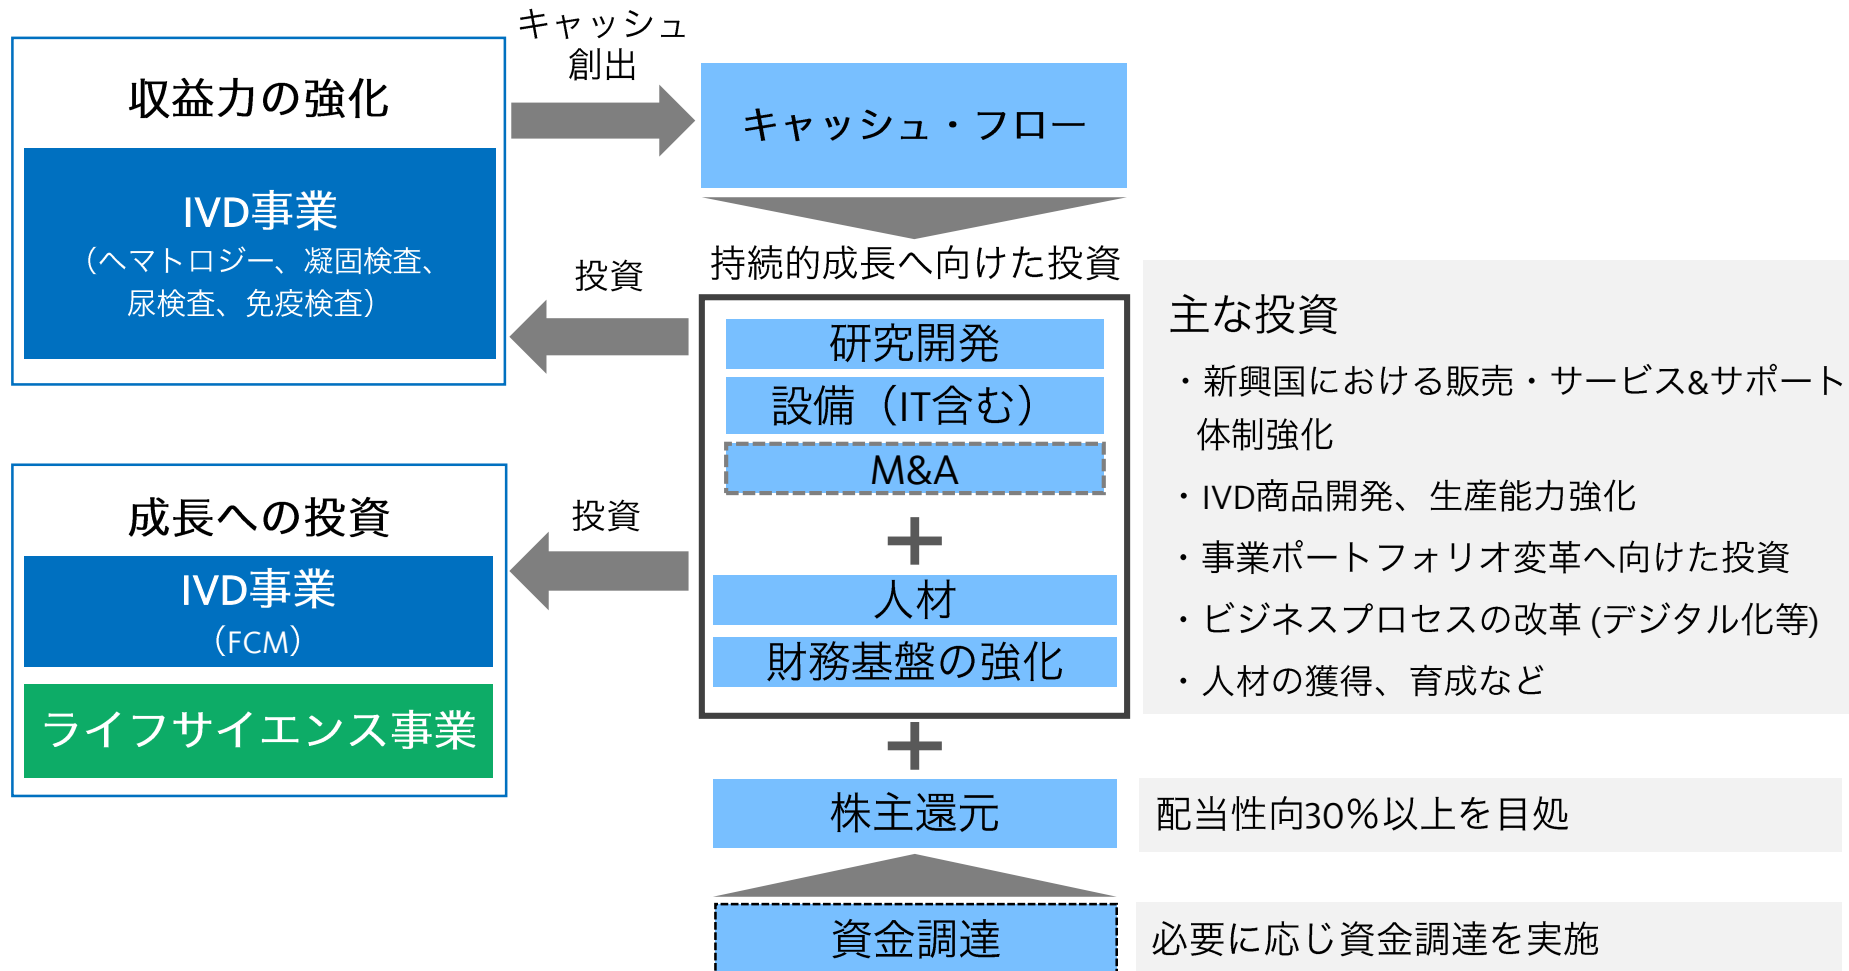 収益力の強化
IVD事業
（ヘマトロジー、凝固検査、
尿検査、免疫検査）
キャッシュ
創出
キャッシュ・フロー
投資
持続的成長へ向けた投資
研究開発
設備（IT含む）
M&A
＋
人材
財務基盤の強化
成長への投資
IVD事業
（FCM）
ライフサイエンス事業
投資
主な投資
・新興国における販売・サービス&サポート
体制強化
・IVD商品開発、生産能力強化
・事業ポートフォリオ変革へ向けた投資
・ビジネスプロセスの改革 (デジタル化等)
・人材の獲得、育成など
＋
株主還元
配当性向30%以上を目処
資金調達
必要に応じ資金調達を実施